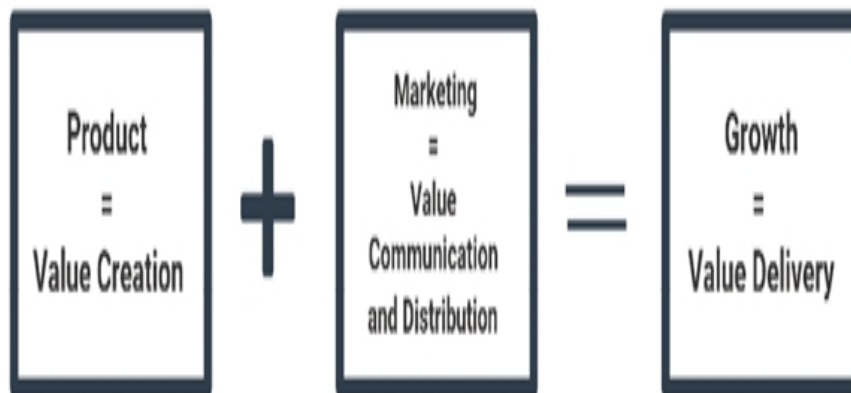 Product
=
Value Creation
+
Marketing
=
Value
Communication
and Distribution
=
Growth
=
Value Delivery